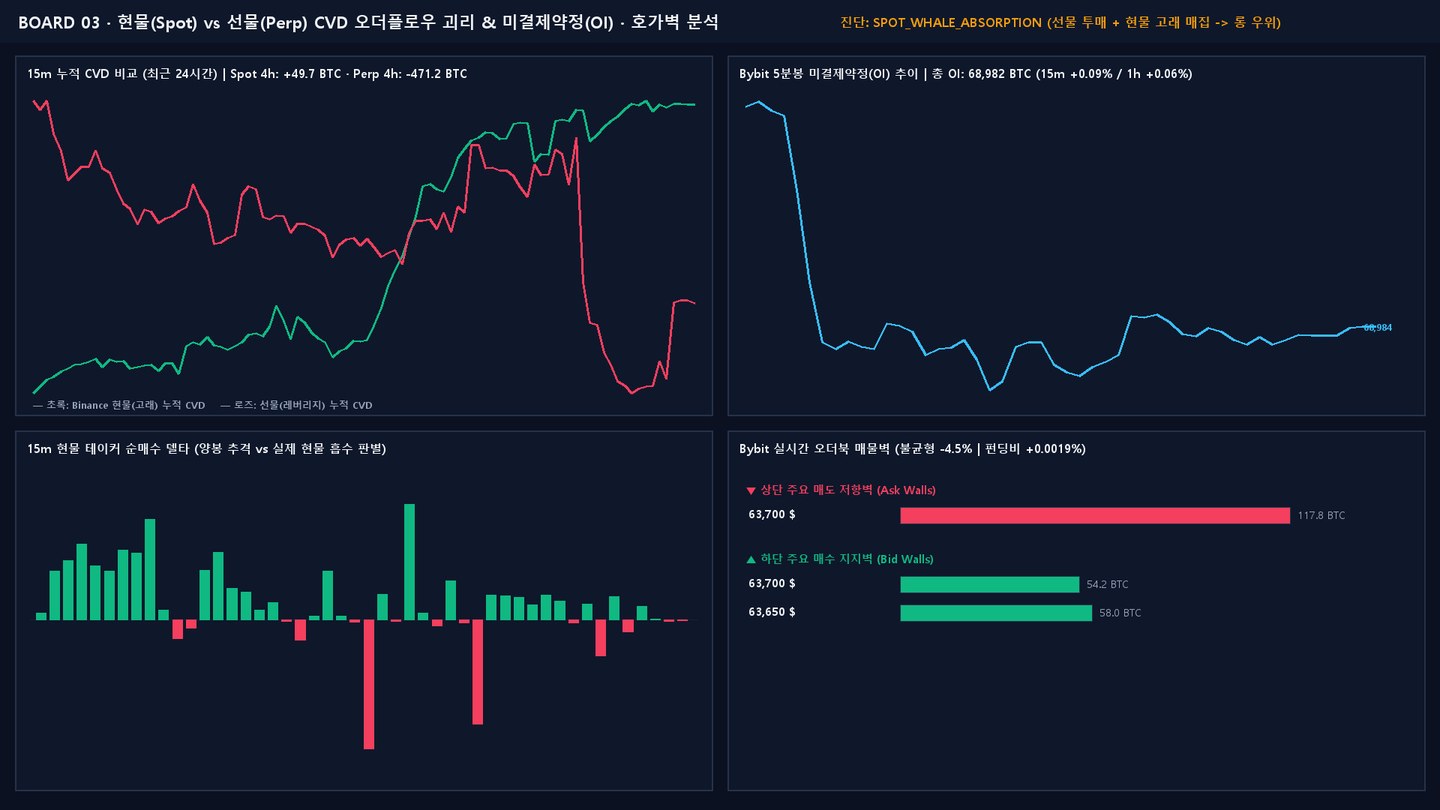 BOARD 03 · 현물(Spot) vs 선물(Perp) CVD 오더플로우 괴리 & 미결제약정(OI) · 호가벽 분석
진단: SPOT_WHALE_ABSORPTION (선물 투매 + 현물 고래 매집 -> 롱 우위)
15m 누적 CVD 비교 (최근 24시간) | Spot 4h: +49.7 BTC · Perp 4h: -471.2 BTC
— 초록: Binance 현물(고래) 누적 CVD — 로즈: 선물(레버리지) 누적 CVD
Bybit 5분봉 미결제약정(OI) 추이 | 총 OI: 68,982 BTC (15m +0.09% / 1h +0.06%)
68,984
15m 현물 테이커 순매수 델타 (양봉 추격 vs 실제 현물 흡수 판별)
Bybit 실시간 오더북 매물벽 (불균형 -4.5% | 펀딩비 +0.0019%)
▼ 상단 주요 매도 저항벽 (Ask Walls)
63,700 $ 117.8 BTC
▲ 하단 주요 매수 지지벽 (Bid Walls)
63,700 $ 54.2 BTC
63,650 $ 58.0 BTC